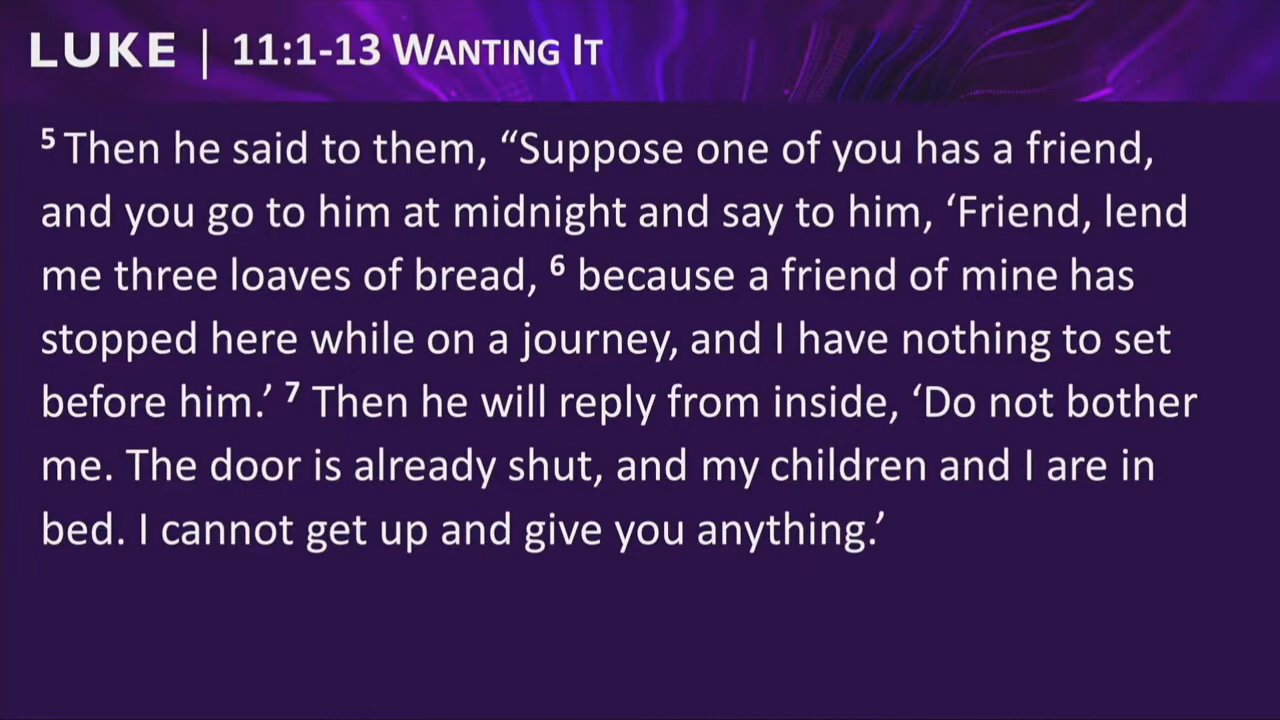 LUKE | 11:1-13 WANTING IT
⁵ Then he said to them, “Suppose one of you has a friend,
and you go to him at midnight and say to him, ‘Friend, lend
me three loaves of bread, ⁶ because a friend of mine has
stopped here while on a journey, and I have nothing to set
before him.’ ⁷ Then he will reply from inside, ‘Do not bother
me. The door is already shut, and my children and I are in
bed. I cannot get up and give you anything.’